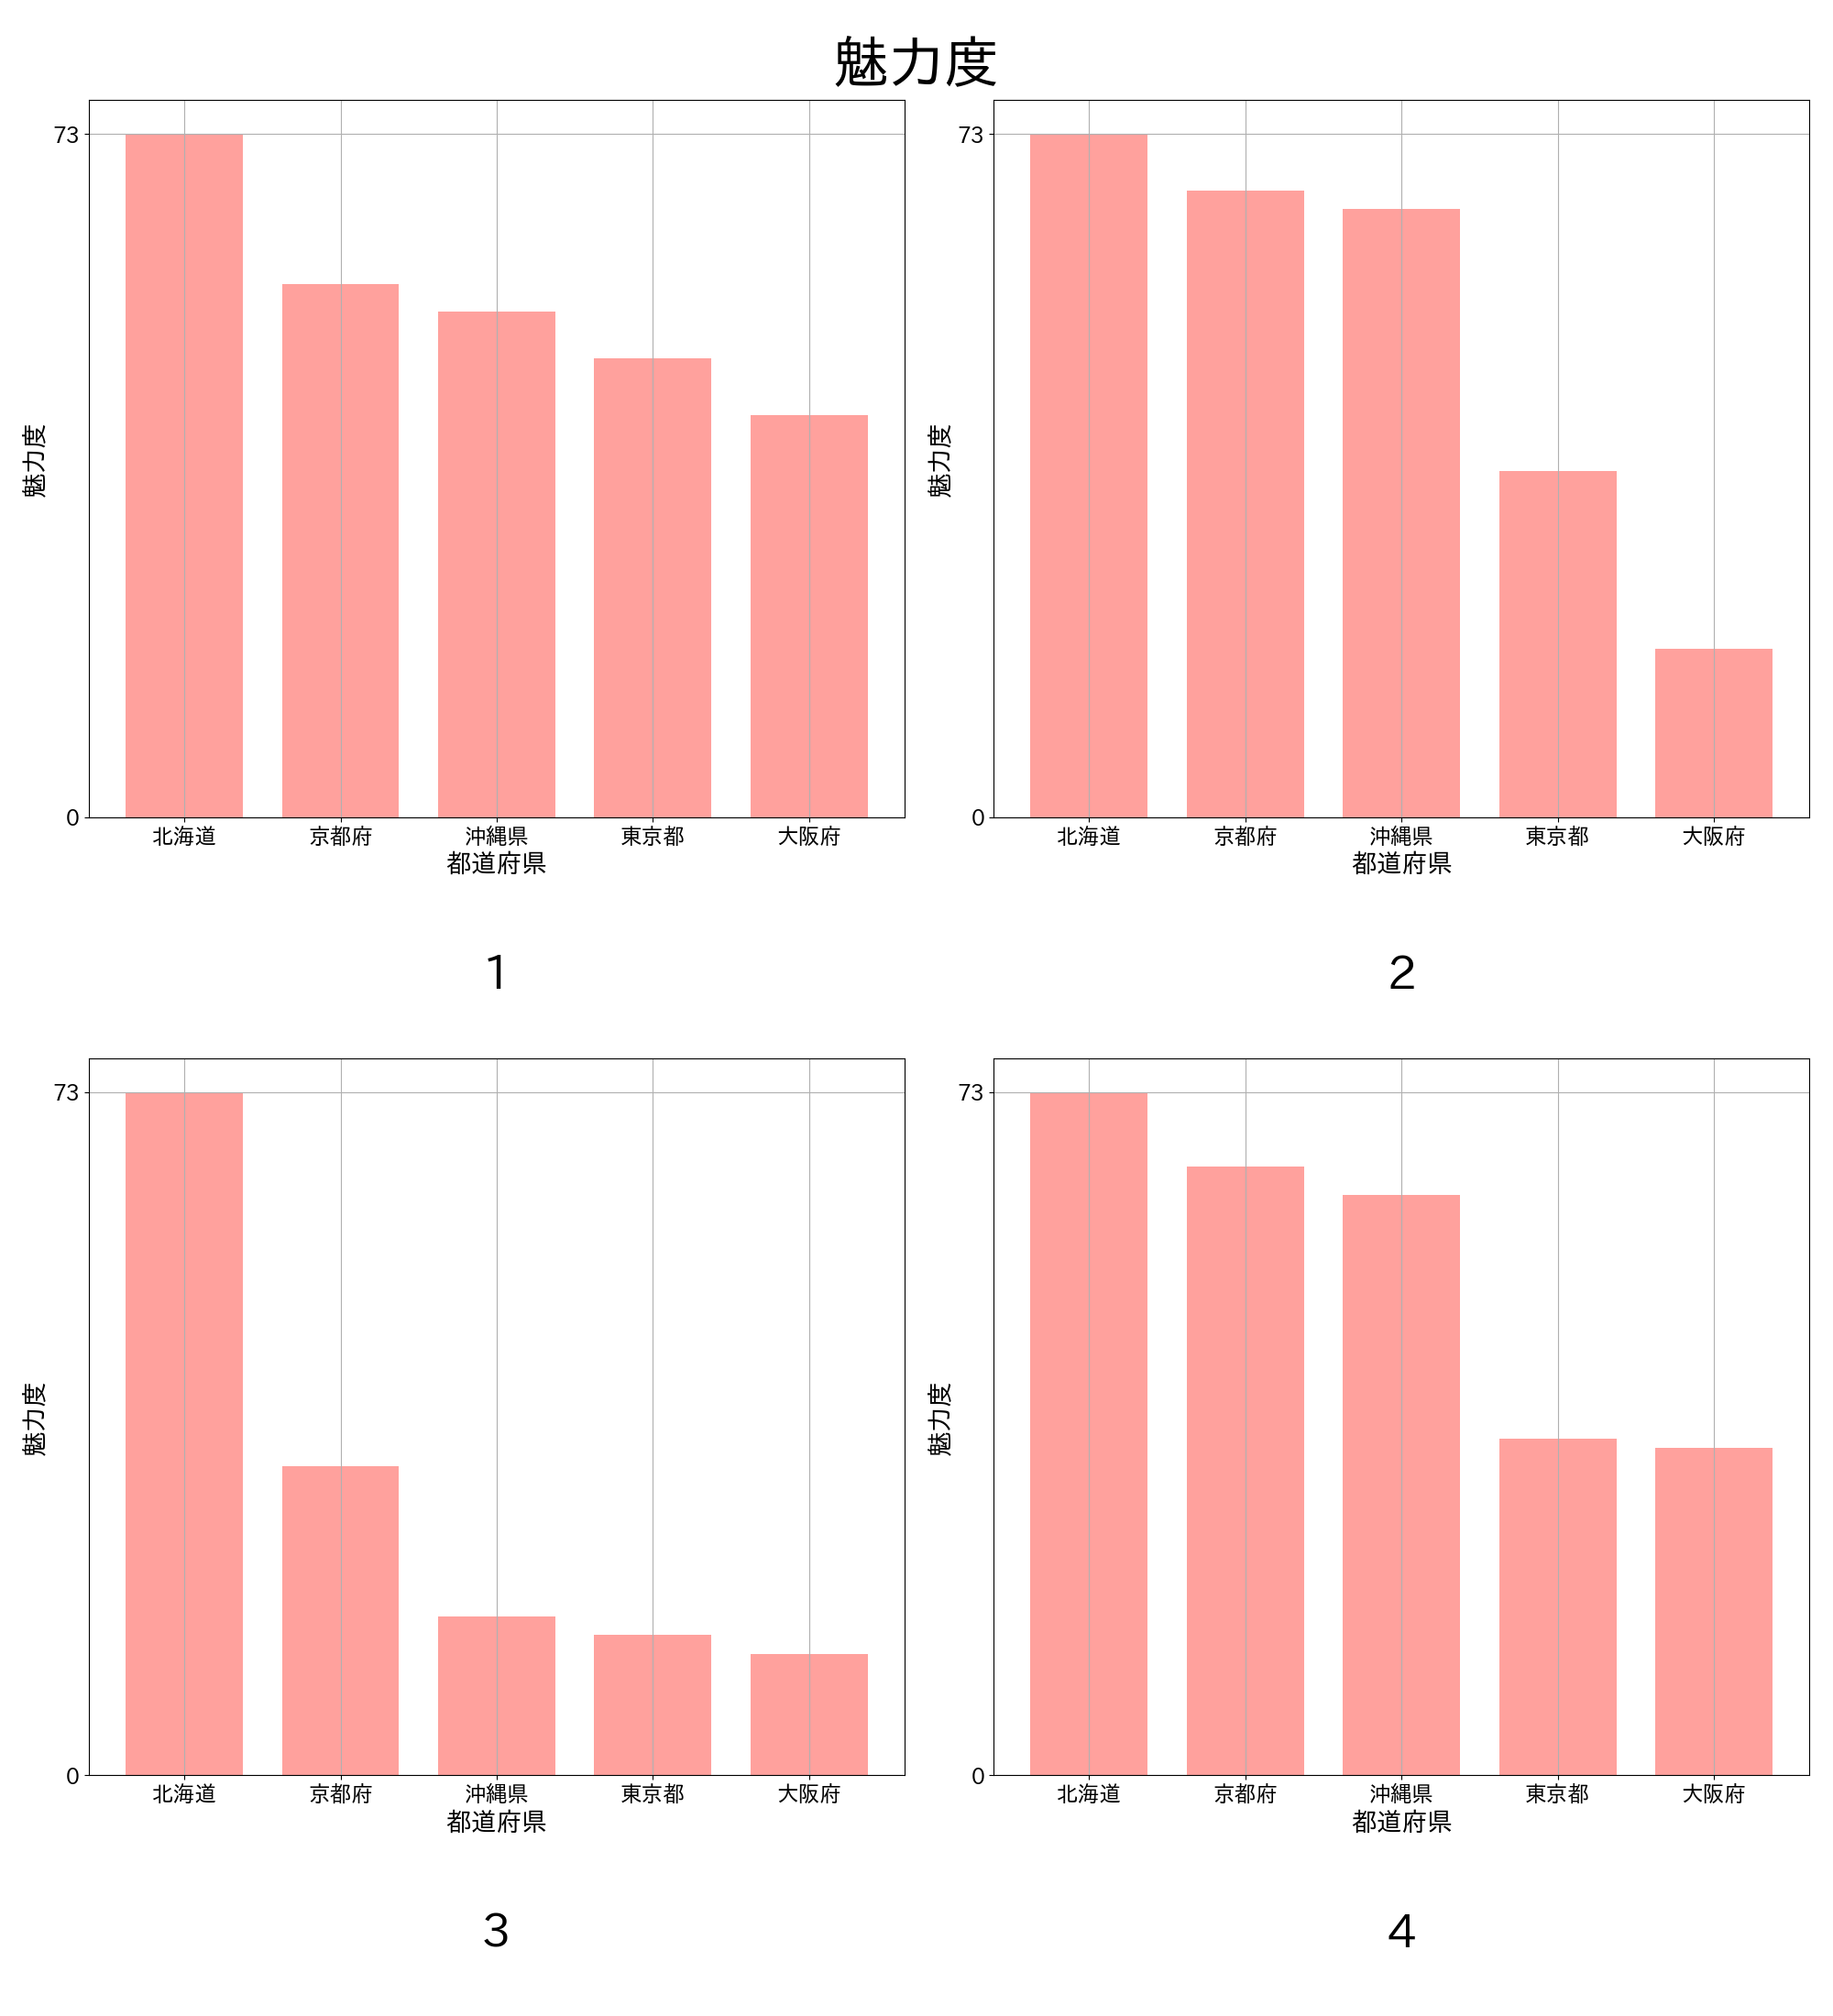 魅力度
73
0
魅力度
北海道 京都府 沖縄県 東京都 大阪府
都道府県
1
73
0
魅力度
北海道 京都府 沖縄県 東京都 大阪府
都道府県
2
73
0
魅力度
北海道 京都府 沖縄県 東京都 大阪府
都道府県
3
73
0
魅力度
北海道 京都府 沖縄県 東京都 大阪府
都道府県
4